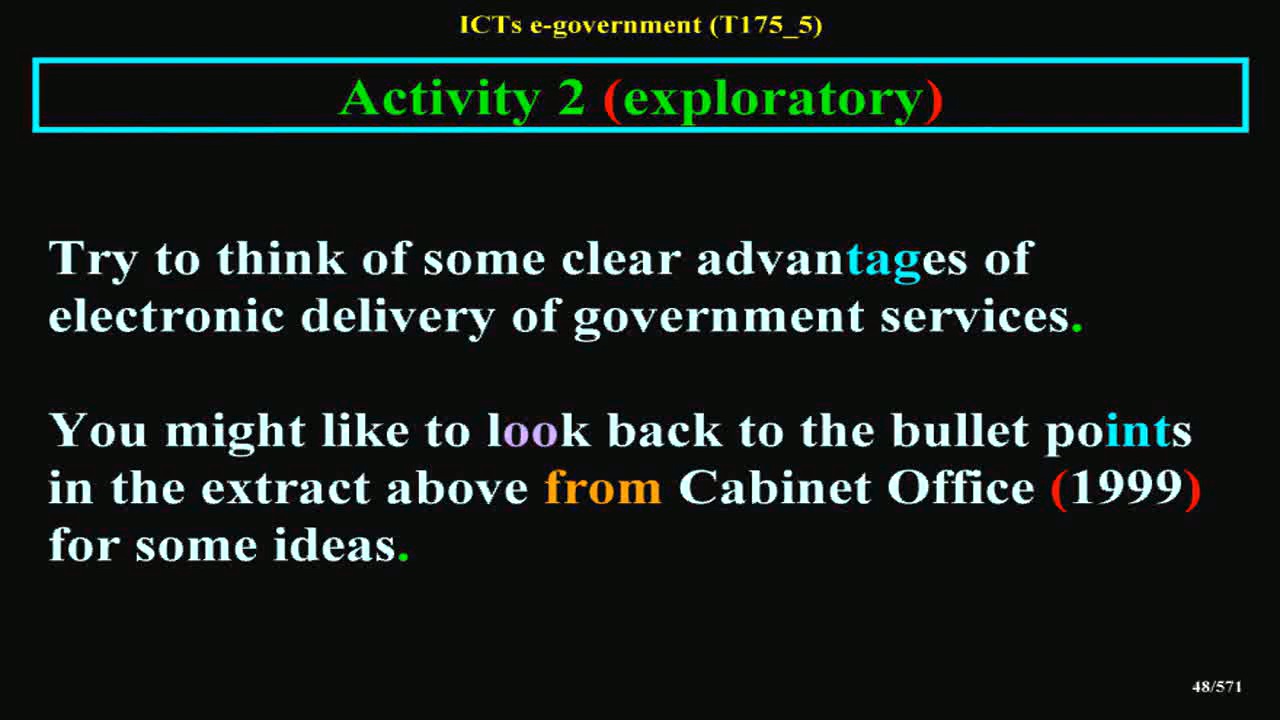 ICTs e-government (T175_5)
Activity 2 (exploratory)
Try to think of some clear advantages of
electronic delivery of government services.
You might like to look back to the bullet points
in the extract above from Cabinet Office (1999)
for some ideas.
48/571